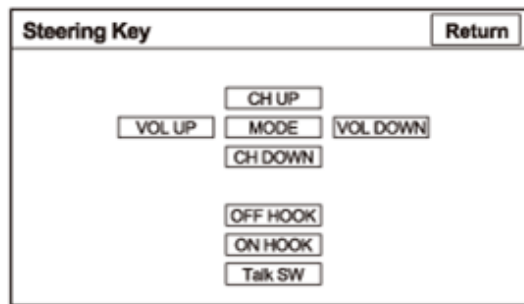 Steering Key Return
CH UP
VOL UP MODE VOL DOWN
CH DOWN
OFF HOOK
ON HOOK
Talk SW